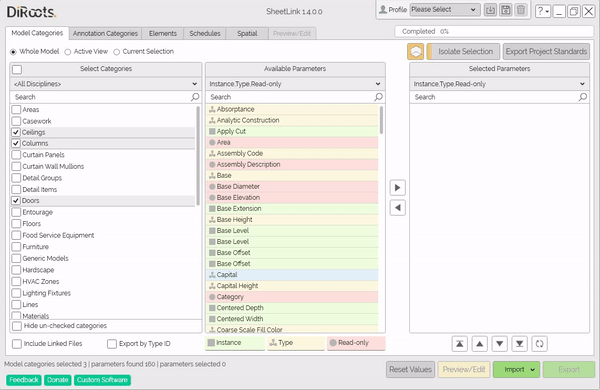 DiRoots.
SheetLink 1.4.0.0
Profile
Please Select
?
Model Categories
Annotation Categories
Elements
Schedules
Spatial
Preview/Edit
Completed 0%
Whole Model
Active View
Current Selection
Isolate Selection
Export Project Standards
Select Categories
<All Disciplines>
Search
Areas
Casework
Ceilings
Columns
Curtain Panels
Curtain Wall Mullions
Detail Groups
Detail Items
Doors
Entourage
Floors
Food Service Equipment
Furniture
Generic Models
Hardscape
HVAC Zones
Lighting Fixtures
Lines
Materials
Hide un-checked categories
Include Linked Files
Export by Type ID
Available Parameters
Instance,Type,Read-only
Search
Absorptance
Analytic Construction
Apply Cut
Area
Assembly Code
Assembly Description
Base
Base Diameter
Base Elevation
Base Extension
Base Height
Base Level
Base Level
Base Offset
Base Offset
Capital
Capital Height
Category
Centered Depth
Centered Width
Coarse Scale Fill Color
Instance
Type
Read-only
Selected Parameters
Instance,Type,Read-only
Search
Model categories selected 3 | parameters found 160 | parameters selected 0
Reset Values
Preview/Edit
Import
Export
Feedback
Donate
Custom Software